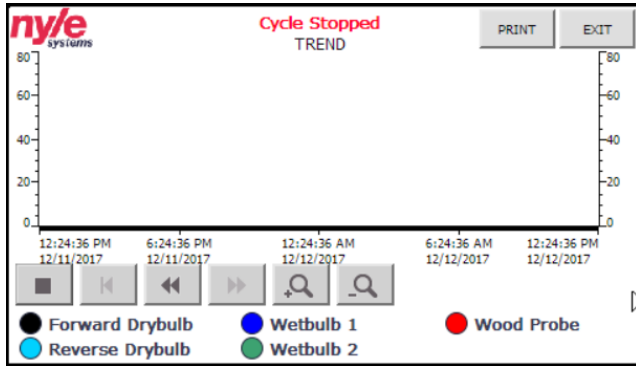 nyle
systems
Cycle Stopped
TREND
PRINT
EXIT
80
60
40
20
0
80
60
40
20
0
12:24:36 PM 6:24:36 PM 12:24:36 AM 6:24:36 AM 12:24:36 PM
12/11/2017 12/11/2017 12/12/2017 12/12/2017 12/12/2017
Forward Drybulb Wetbulb 1 Wood Probe
Reverse Drybulb Wetbulb 2